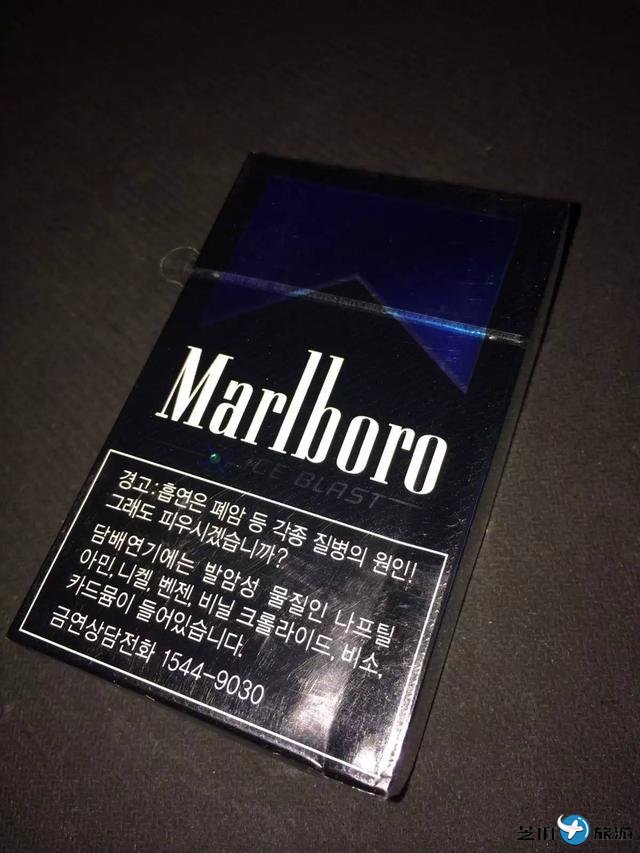 Marlboro
ICE BLAST
경고: 흡연은 폐암 등 각종 질병의 원인!
그래도 피우시겠습니까?
담배연기에는 발암성 물질인 나프틸
아민, 니켈, 벤젠, 비닐 크롤라이드, 비소,
카드뮴이 들어있습니다.
금연상담전화 1544-9030
芝麻旅游